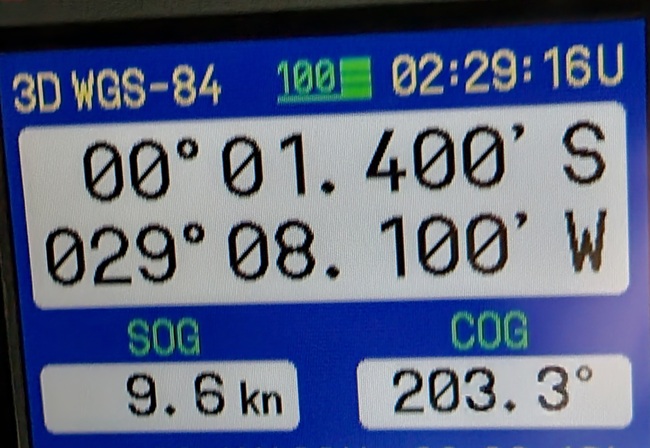 3D WGS-84 100 02:29:16U
00° 01. 400' S
029° 08. 100' W
SOG COG
9. 6 kn 203. 3°